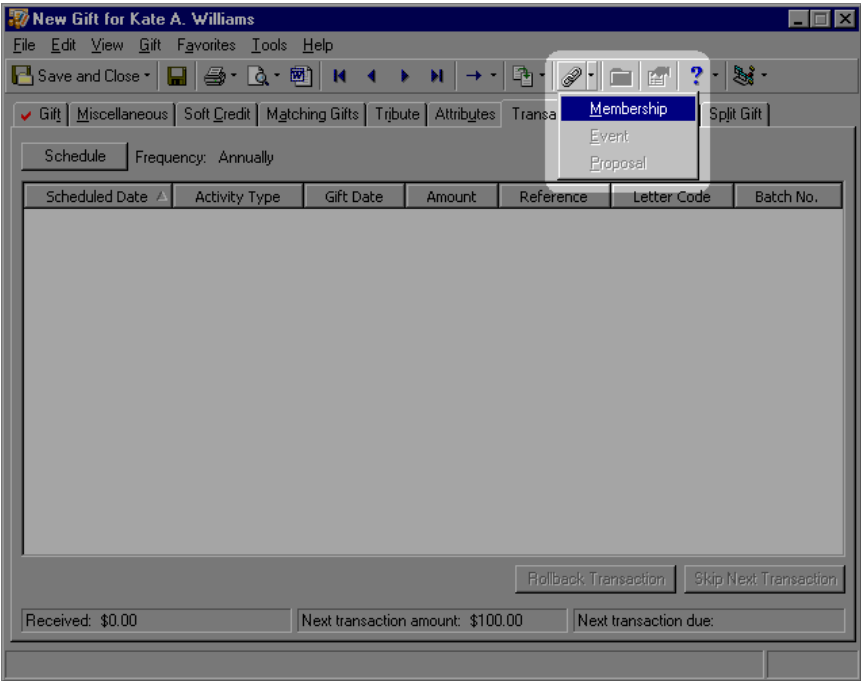 New Gift for Kate A. Williams
File Edit View Gift Favorites Tools Help
Save and Close
Gift Miscellaneous Soft Credit Matching Gifts Tribute Attributes Transa Split Gift
Membership
Event
Proposal
Schedule Frequency: Annually
Scheduled Date Activity Type Gift Date Amount Reference Letter Code Batch No.
Rollback Transaction Skip Next Transaction
Received: $0.00 Next transaction amount: $100.00 Next transaction due: